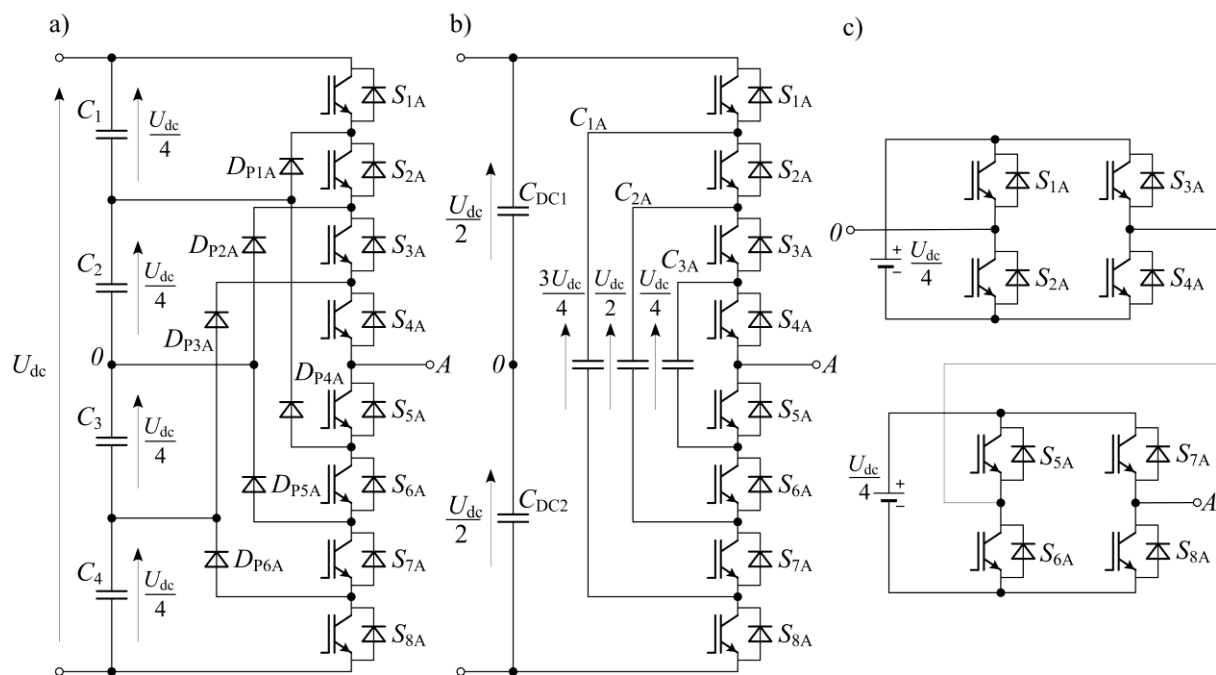 a)
C1
Udc/4
S1A
DP1A
S2A
DP2A
C2
Udc/4
S3A
DP3A
S4A
Udc
0
DP4A
A
C3
Udc/4
S5A
DP5A
S6A
C4
Udc/4
DP6A
S7A
S8A
b)
S1A
C1A
S2A
Udc/2
CDC1
C2A
S3A
C3A
3Udc/4
Udc/2
Udc/4
S4A
0
A
S5A
Udc/2
CDC2
S6A
S7A
S8A
c)
S1A
S3A
0
+
−
Udc/4
S2A
S4A
Udc/4
+
−
S5A
S7A
A
S6A
S8A